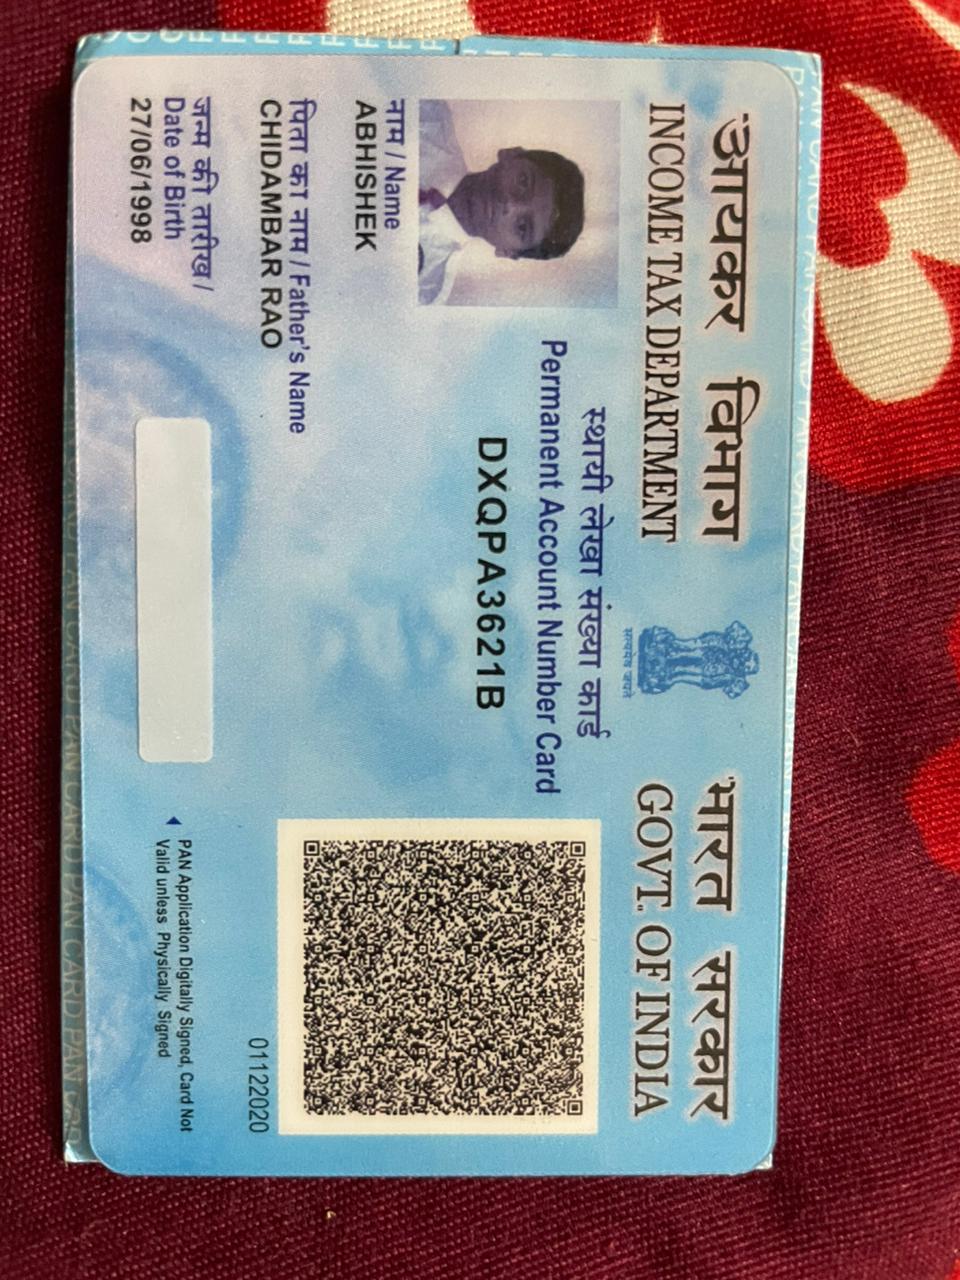 आयकर विभाग
INCOME TAX DEPARTMENT
भारत सरकार
GOVT. OF INDIA
सत्यमेव जयते
स्थायी लेखा संख्या कार्ड
Permanent Account Number Card
DXQPA3621B
नाम / Name
ABHISHEK
पिता का नाम / Father's Name
CHIDAMBAR RAO
जन्म की तारीख /
Date of Birth
27/06/1998
01122020
PAN Application Digitally Signed, Card Not
Valid unless Physically Signed